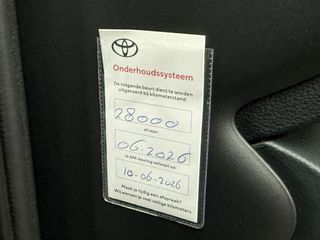 Onderhoudssysteem
De volgende beurt dient te worden
uitgevoerd bij kilometerstand:
28000
of voor:
06-2026
Je APK-keuring verloopt op:
10-06-2026
Maak je tijdig een afspraak?
Wij wensen je veel veilige kilometers